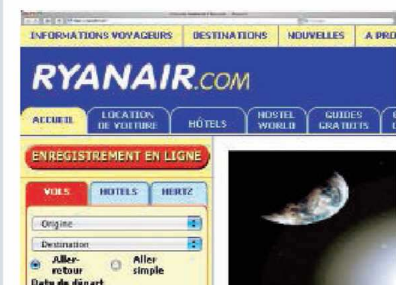 INFORMATIONS VOYAGEURS DESTINATIONS NOUVELLES A PRO
RYANAIR.COM
ACCUEIL LOCATION DE VOITURE HÔTELS HOSTEL WORLD GUIDES GRATUITS
ENREGISTREMENT EN LIGNE
VOLS HOTELS HERTZ
Origine
Destination
Aller-retour Aller simple
Date de départ